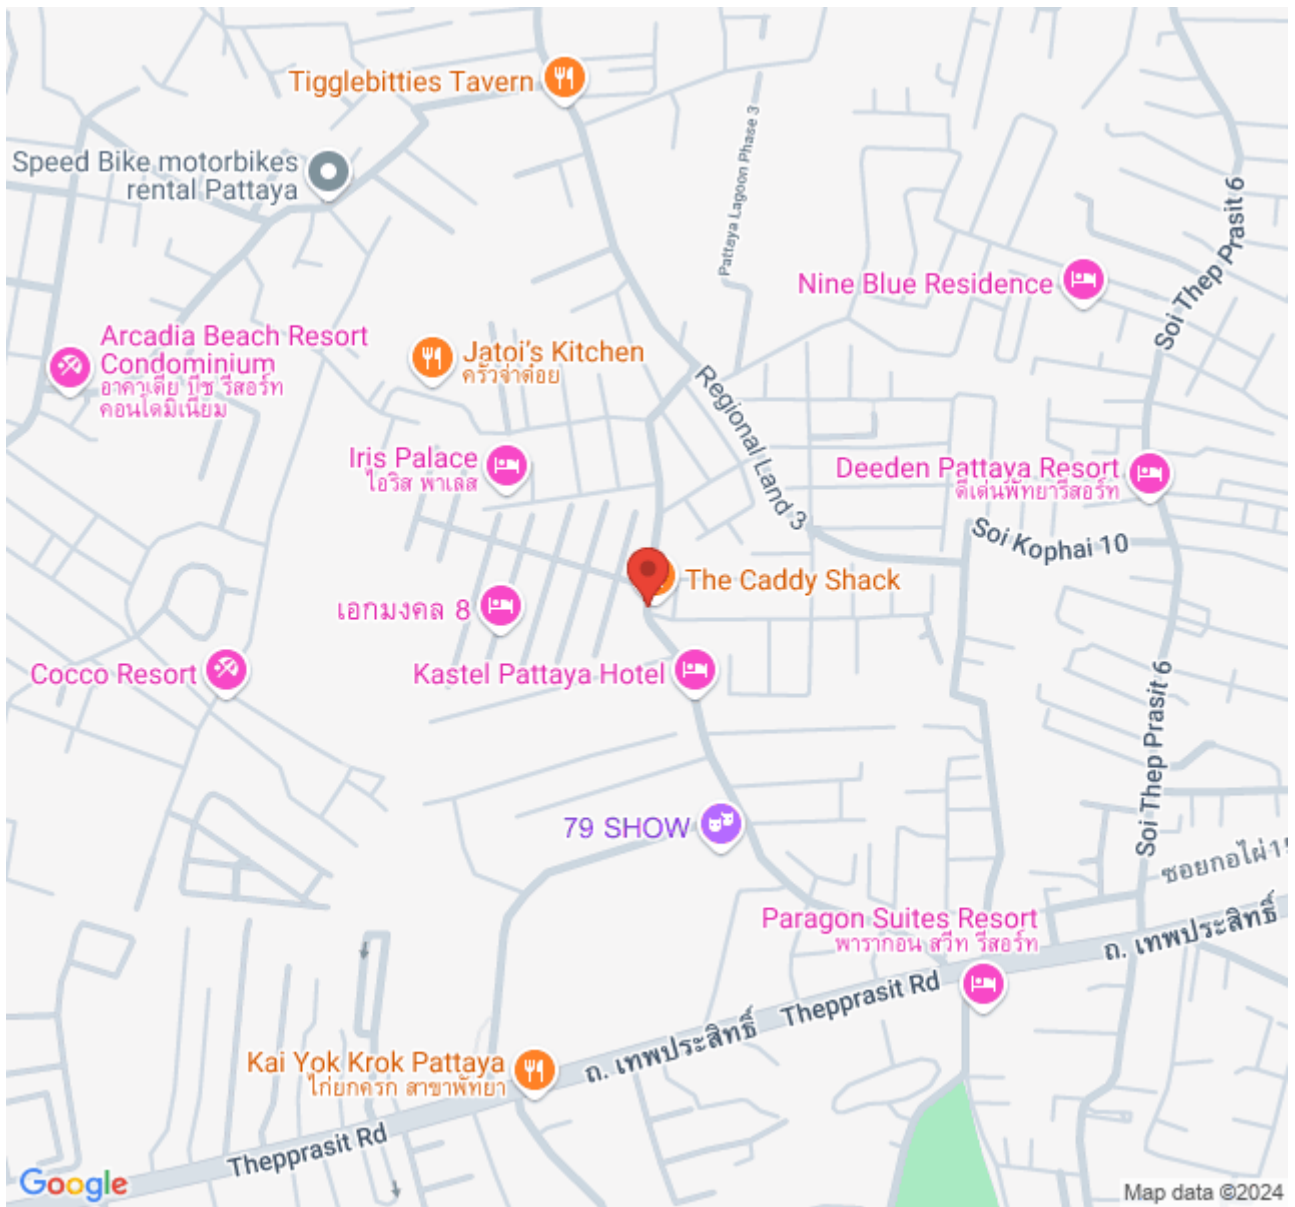 Tigglebitties Tavern
Pattaya Lagoon Phase 3
Speed Bike motorbikes
rental Pattaya
Soi Thep Prasit 6
Nine Blue Residence
Arcadia Beach Resort
Condominium
อาคาเดีย บีช รีสอร์ท
คอนโดมิเนียม
Jatoi's Kitchen
ครัวจ่าต๋อย
Regional Land 3
Iris Palace
ไอริส พาเลส
Deeden Pattaya Resort
ดีเด่นพัทยารีสอร์ท
Soi Kophai 10
The Caddy Shack
เอกมงคล 8
Cocco Resort
Kastel Pattaya Hotel
Soi Thep Prasit 6
79 SHOW
ซอยกอไผ่
Paragon Suites Resort
พารากอน สวีท รีสอร์ท
ถ. เทพประสิทธิ์
Thepprasit Rd
ถ. เทพประสิทธิ์
Kai Yok Krok Pattaya
ไก่ยกครก สาขาพัทยา
Thepprasit Rd
Google
Map data ©2024